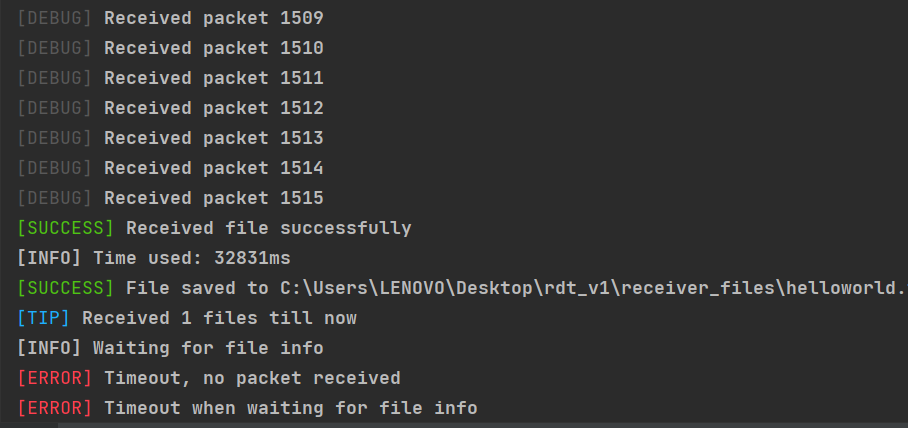 [DEBUG] Received packet 1509
[DEBUG] Received packet 1510
[DEBUG] Received packet 1511
[DEBUG] Received packet 1512
[DEBUG] Received packet 1513
[DEBUG] Received packet 1514
[DEBUG] Received packet 1515
[SUCCESS] Received file successfully
[INFO] Time used: 32831ms
[SUCCESS] File saved to C:\Users\LENOVO\Desktop\rdt_v1\receiver_files\helloworld.
[TIP] Received 1 files till now
[INFO] Waiting for file info
[ERROR] Timeout, no packet received
[ERROR] Timeout when waiting for file info